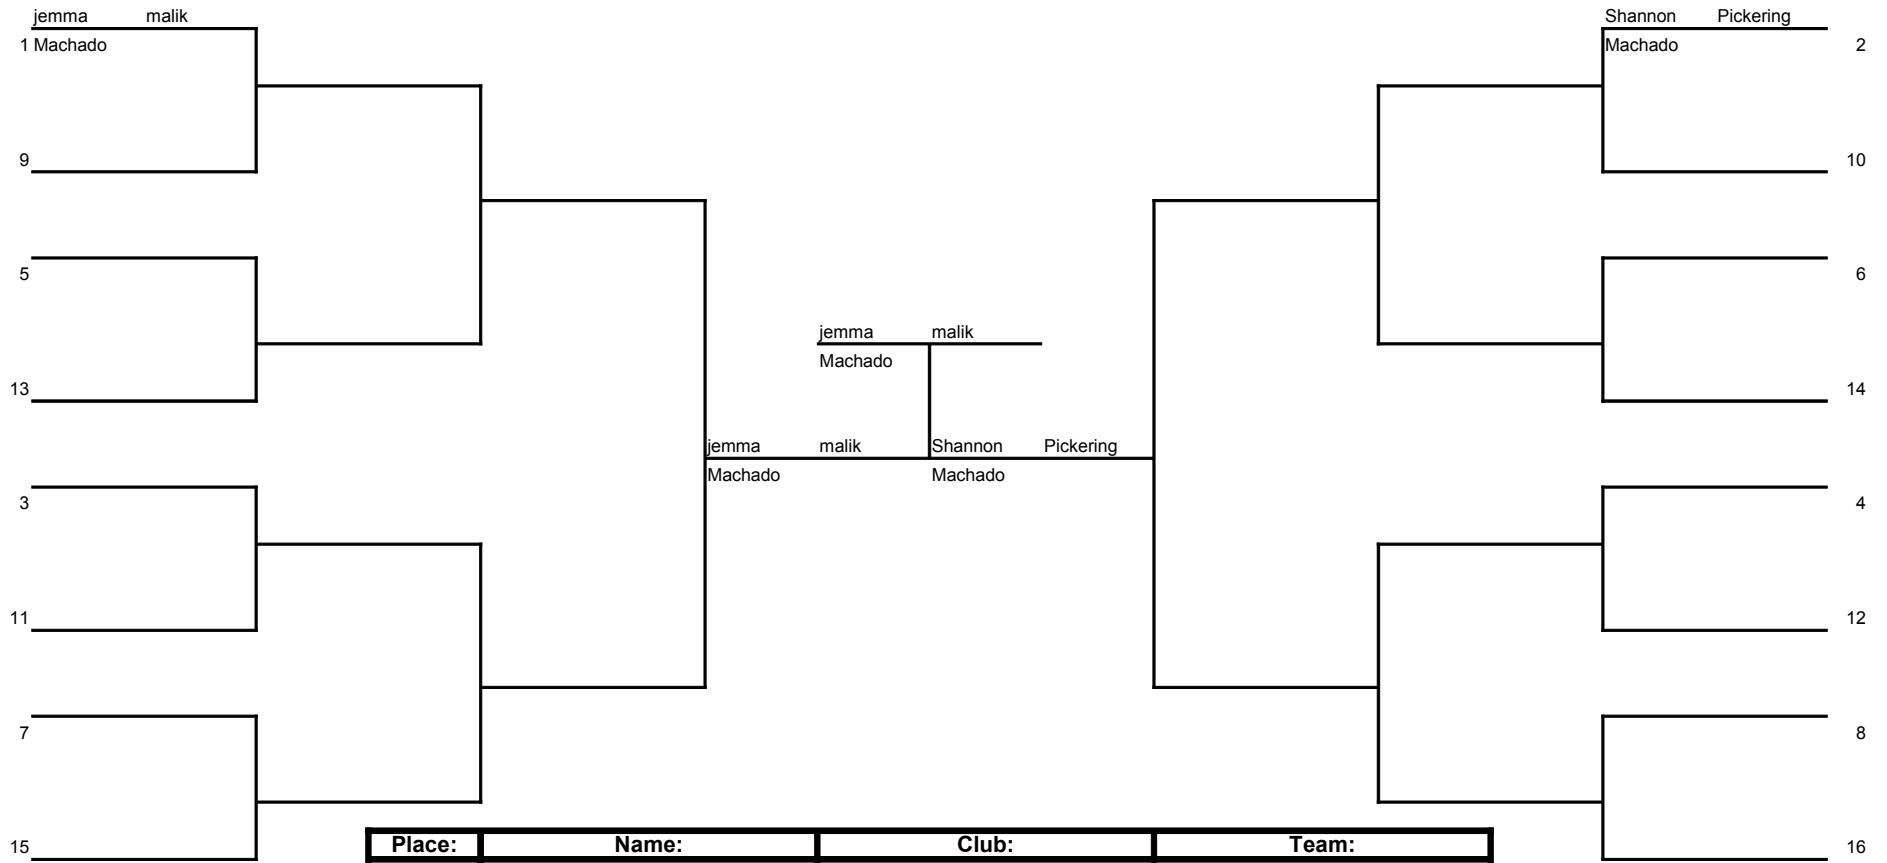 jemma malik Shannon Pickering
1 Machado Machado 2
9 10
5 6
jemma malik
Machado
13 14
jemma malik Shannon Pickering
Machado Machado
3 4
11 12
7 8
Place: Name: Club: Team:
15 16